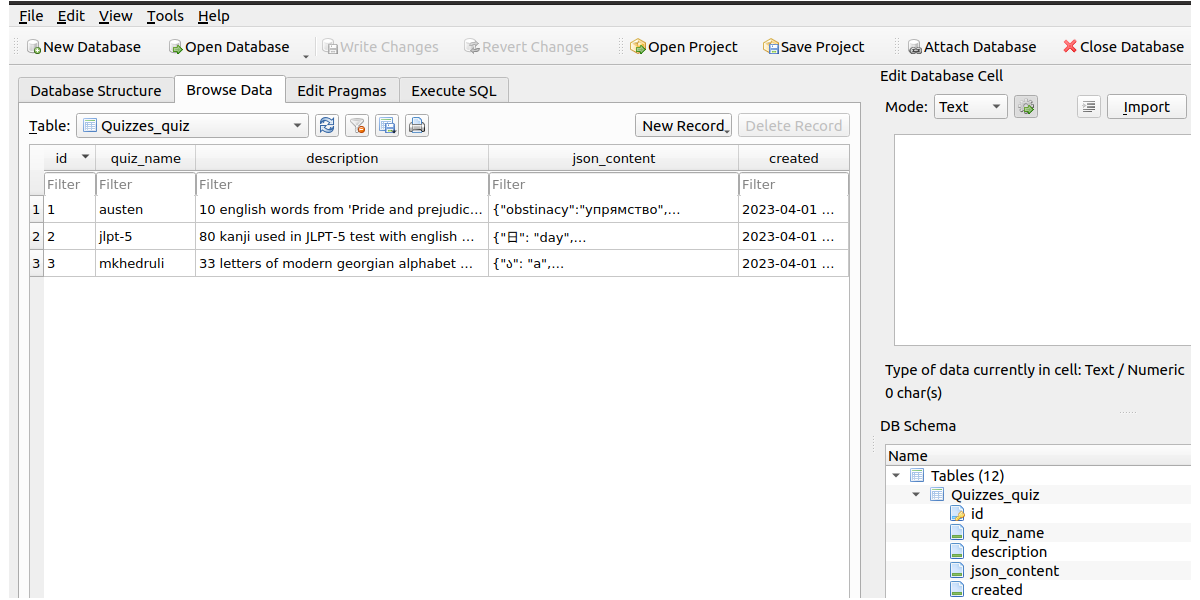 File Edit View Tools Help
New Database Open Database Write Changes Revert Changes Open Project Save Project Attach Database Close Database
Database Structure Browse Data Edit Pragmas Execute SQL
Table: Quizzes_quiz New Record Delete Record
id quiz_name description json_content created
Filter Filter Filter Filter Filter
1 1 austen 10 english words from 'Pride and prejudic... {"obstinacy":"упрямство",... 2023-04-01 ...
2 2 jlpt-5 80 kanji used in JLPT-5 test with english ... {"日": "day",... 2023-04-01 ...
3 3 mkhedruli 33 letters of modern georgian alphabet ... {"ა": "a",... 2023-04-01 ...
Edit Database Cell
Mode: Text Import
Type of data currently in cell: Text / Numeric
0 char(s)
DB Schema
Name
Tables (12)
Quizzes_quiz
id
quiz_name
description
json_content
created